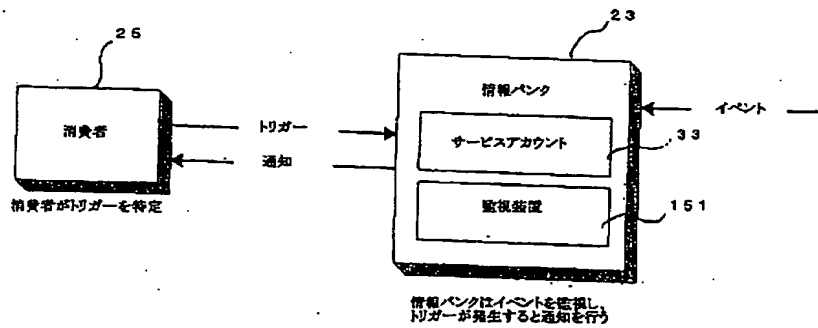 25
23
情報バンク
消費者
トリガー
通知
イベント
サービスアカウント
33
監視装置
151
消費者がトリガーを特定
情報バンクはイベントを監視し、
トリガーが発生すると通知を行う